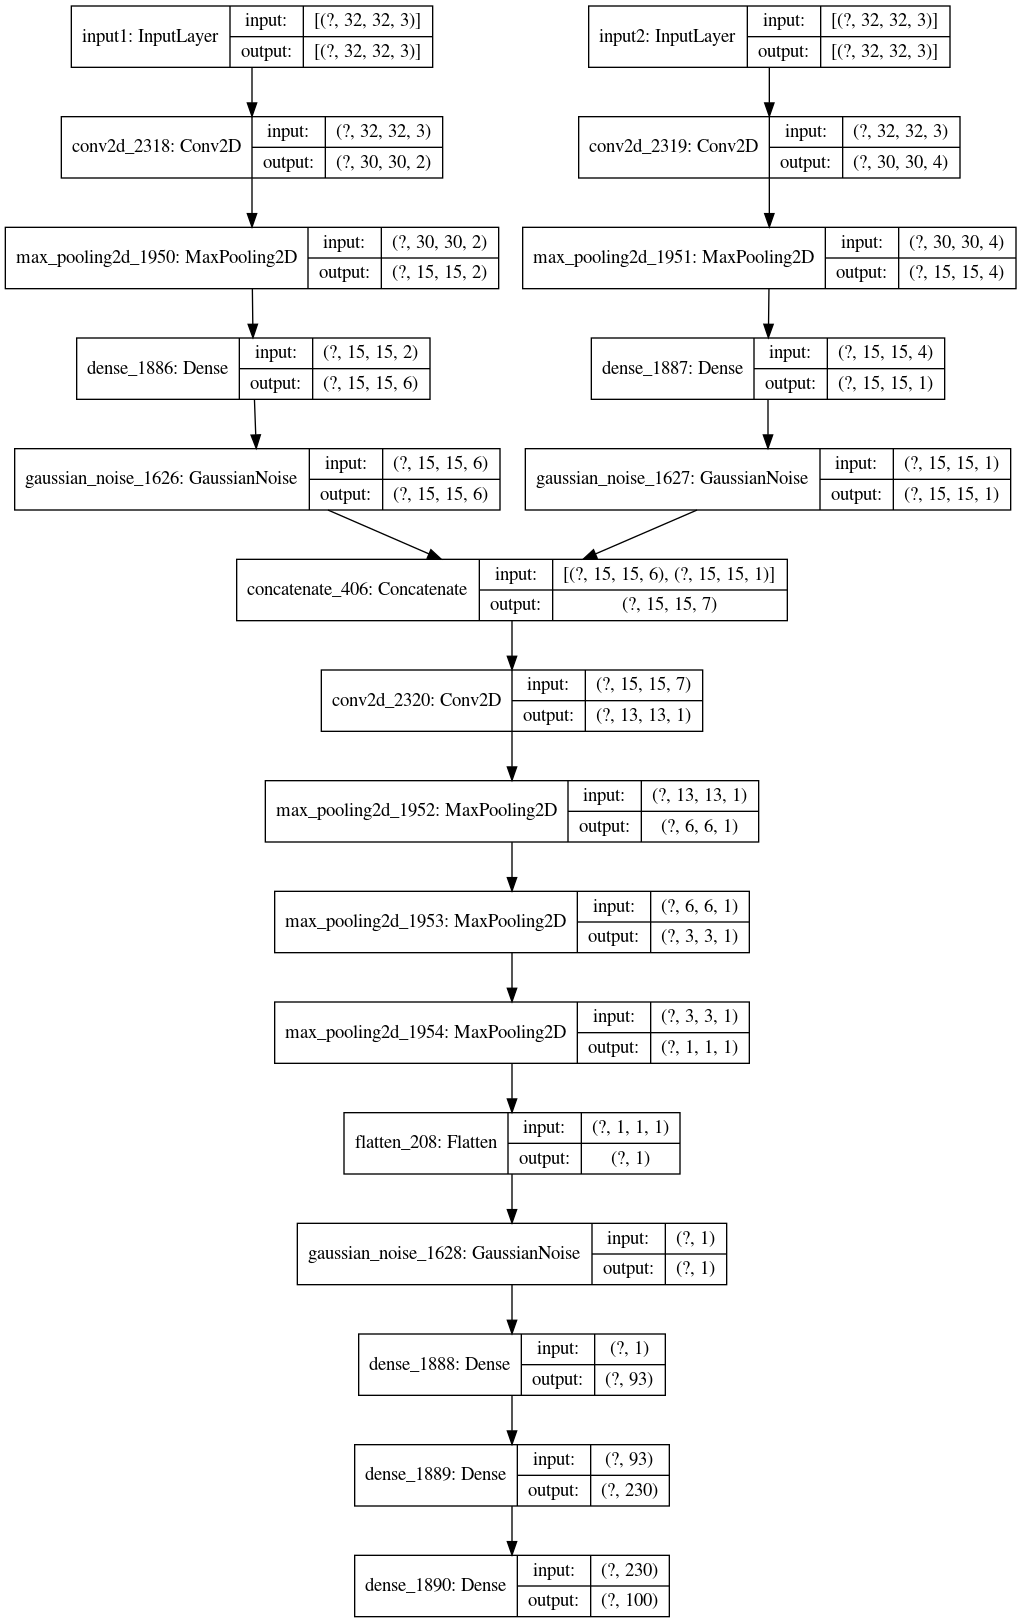 input1: InputLayer input: [(?, 32, 32, 3)]
output: [(?, 32, 32, 3)]
input2: InputLayer input: [(?, 32, 32, 3)]
output: [(?, 32, 32, 3)]
conv2d_2318: Conv2D input: (?, 32, 32, 3)
output: (?, 30, 30, 2)
conv2d_2319: Conv2D input: (?, 32, 32, 3)
output: (?, 30, 30, 4)
max_pooling2d_1950: MaxPooling2D input: (?, 30, 30, 2)
output: (?, 15, 15, 2)
max_pooling2d_1951: MaxPooling2D input: (?, 30, 30, 4)
output: (?, 15, 15, 4)
dense_1886: Dense input: (?, 15, 15, 2)
output: (?, 15, 15, 6)
dense_1887: Dense input: (?, 15, 15, 4)
output: (?, 15, 15, 1)
gaussian_noise_1626: GaussianNoise input: (?, 15, 15, 6)
output: (?, 15, 15, 6)
gaussian_noise_1627: GaussianNoise input: (?, 15, 15, 1)
output: (?, 15, 15, 1)
concatenate_406: Concatenate input: [(?, 15, 15, 6), (?, 15, 15, 1)]
output: (?, 15, 15, 7)
conv2d_2320: Conv2D input: (?, 15, 15, 7)
output: (?, 13, 13, 1)
max_pooling2d_1952: MaxPooling2D input: (?, 13, 13, 1)
output: (?, 6, 6, 1)
max_pooling2d_1953: MaxPooling2D input: (?, 6, 6, 1)
output: (?, 3, 3, 1)
max_pooling2d_1954: MaxPooling2D input: (?, 3, 3, 1)
output: (?, 1, 1, 1)
flatten_208: Flatten input: (?, 1, 1, 1)
output: (?, 1)
gaussian_noise_1628: GaussianNoise input: (?, 1)
output: (?, 1)
dense_1888: Dense input: (?, 1)
output: (?, 93)
dense_1889: Dense input: (?, 93)
output: (?, 230)
dense_1890: Dense input: (?, 230)
output: (?, 100)